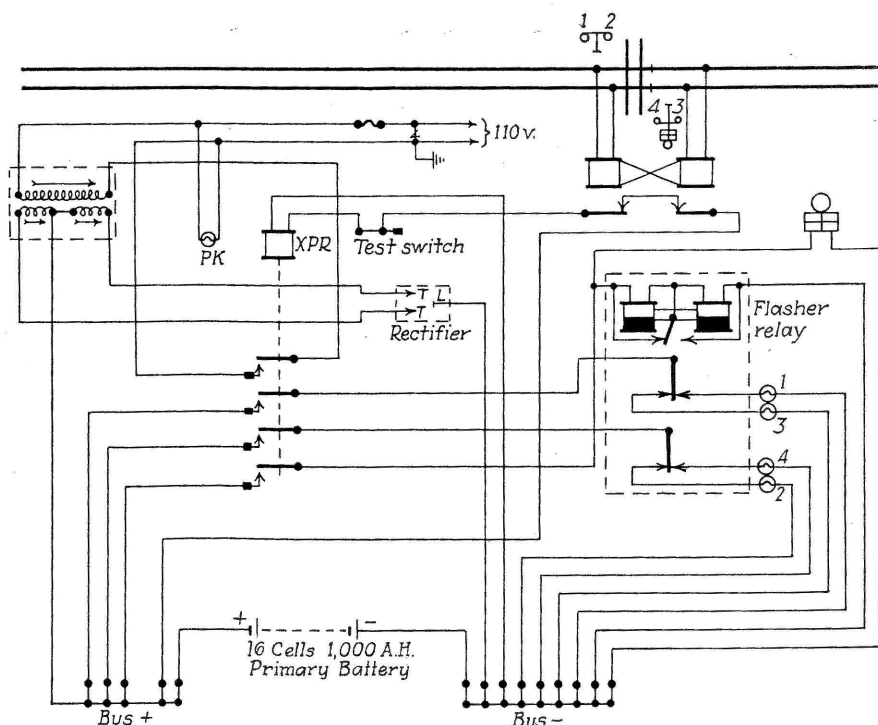 1 2
4 3
110 v.
PK
XPR
Test switch
T L
T
Rectifier
Flasher
relay
1
3
4
2
+ −
16 Cells 1,000 A.H.
Primary Battery
Bus +
Bus −